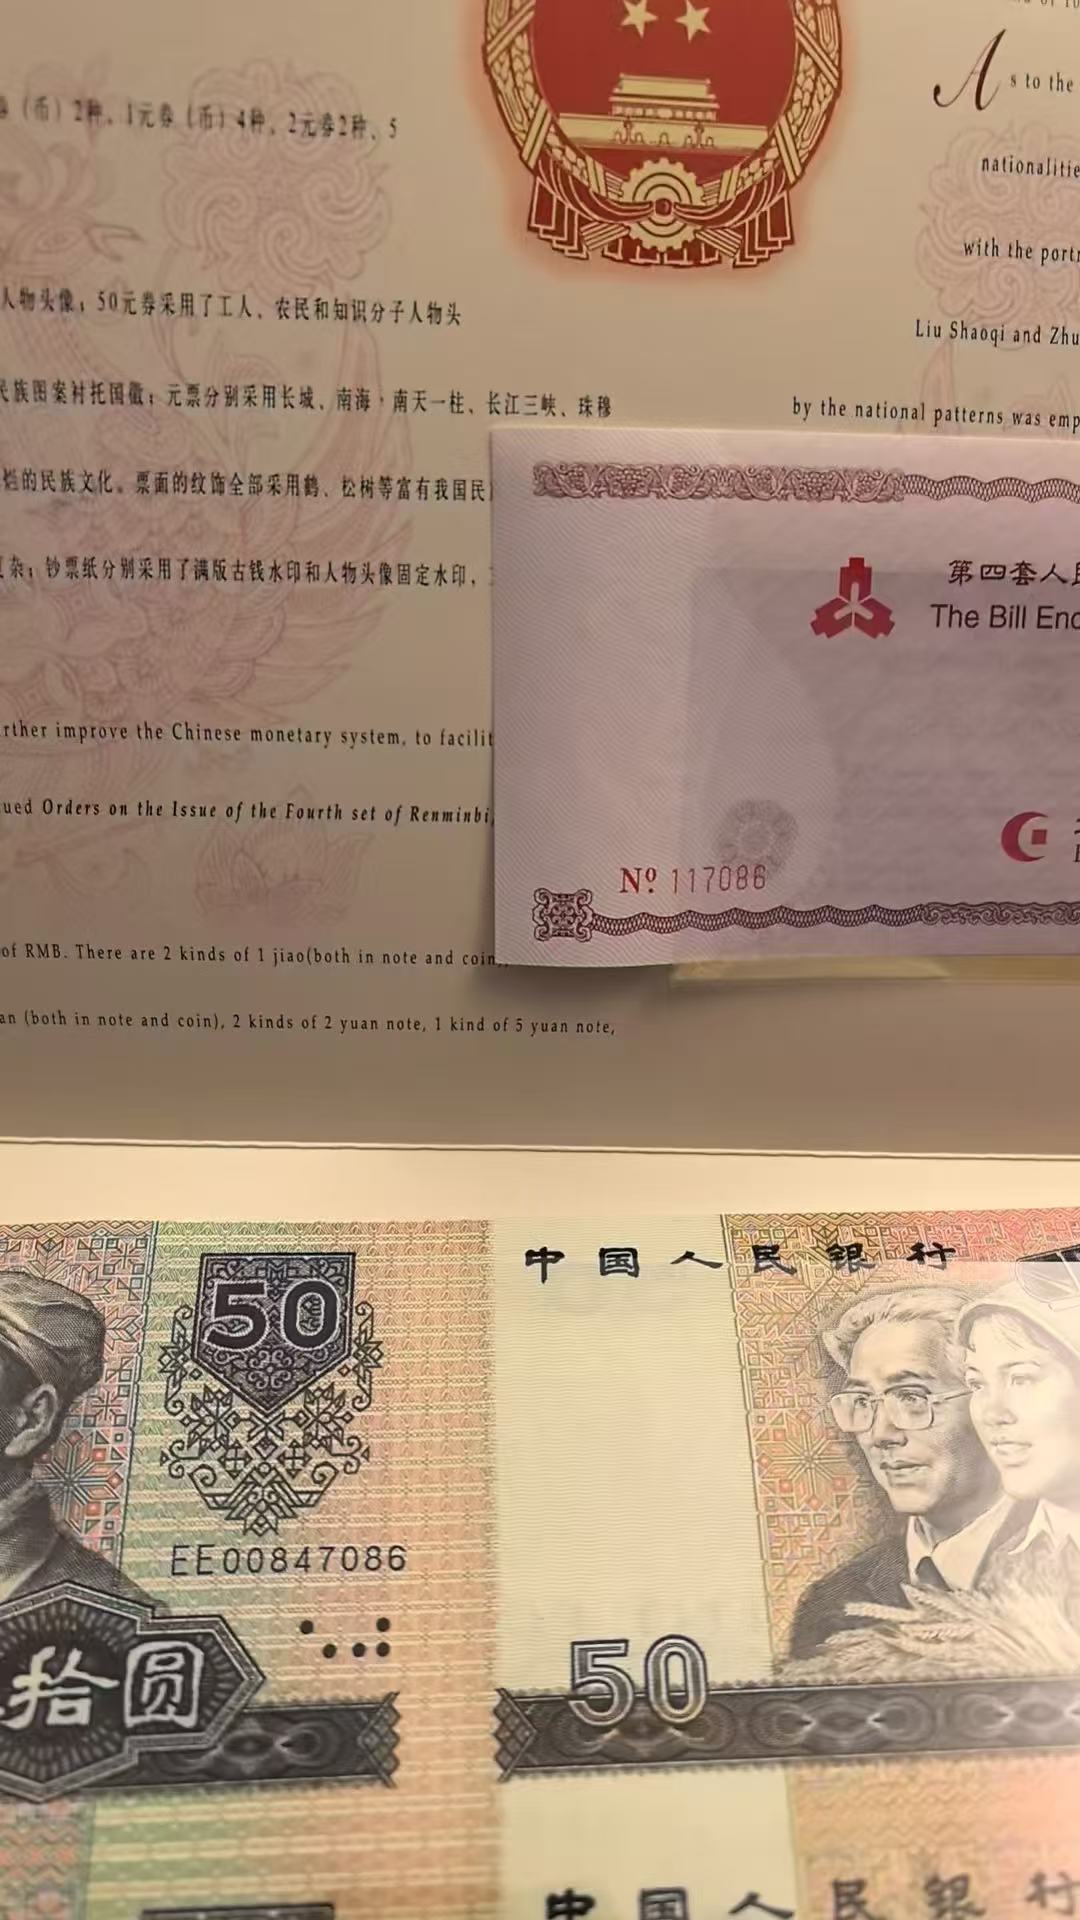 (币)2种、1元券(币)4种、2元券2种、5
人物头像；50元券采用了工人、农民和知识分子人物头
民族图案衬托国徽；元票分别采用长城、南海·南天一柱、长江三峡、珠穆
烂的民族文化。票面的纹饰全部采用鹤、松树等富有我国民
杂；钞票纸分别采用了满版古钱水印和人物头像固定水印，
rther improve the Chinese monetary system, to facilit
ued Orders on the Issue of the Fourth set of Renminbi,
of RMB. There are 2 kinds of 1 jiao(both in note and coin),
an (both in note and coin), 2 kinds of 2 yuan note, 1 kind of 5 yuan note,
As to the
nationalitie
with the portr
Liu Shaoqi and Zhu
by the national patterns was emp
第四套人民
The Bill Enc
Nº 117086
50
EE00847086
拾圆
中国人民银行
50
中国人民银行